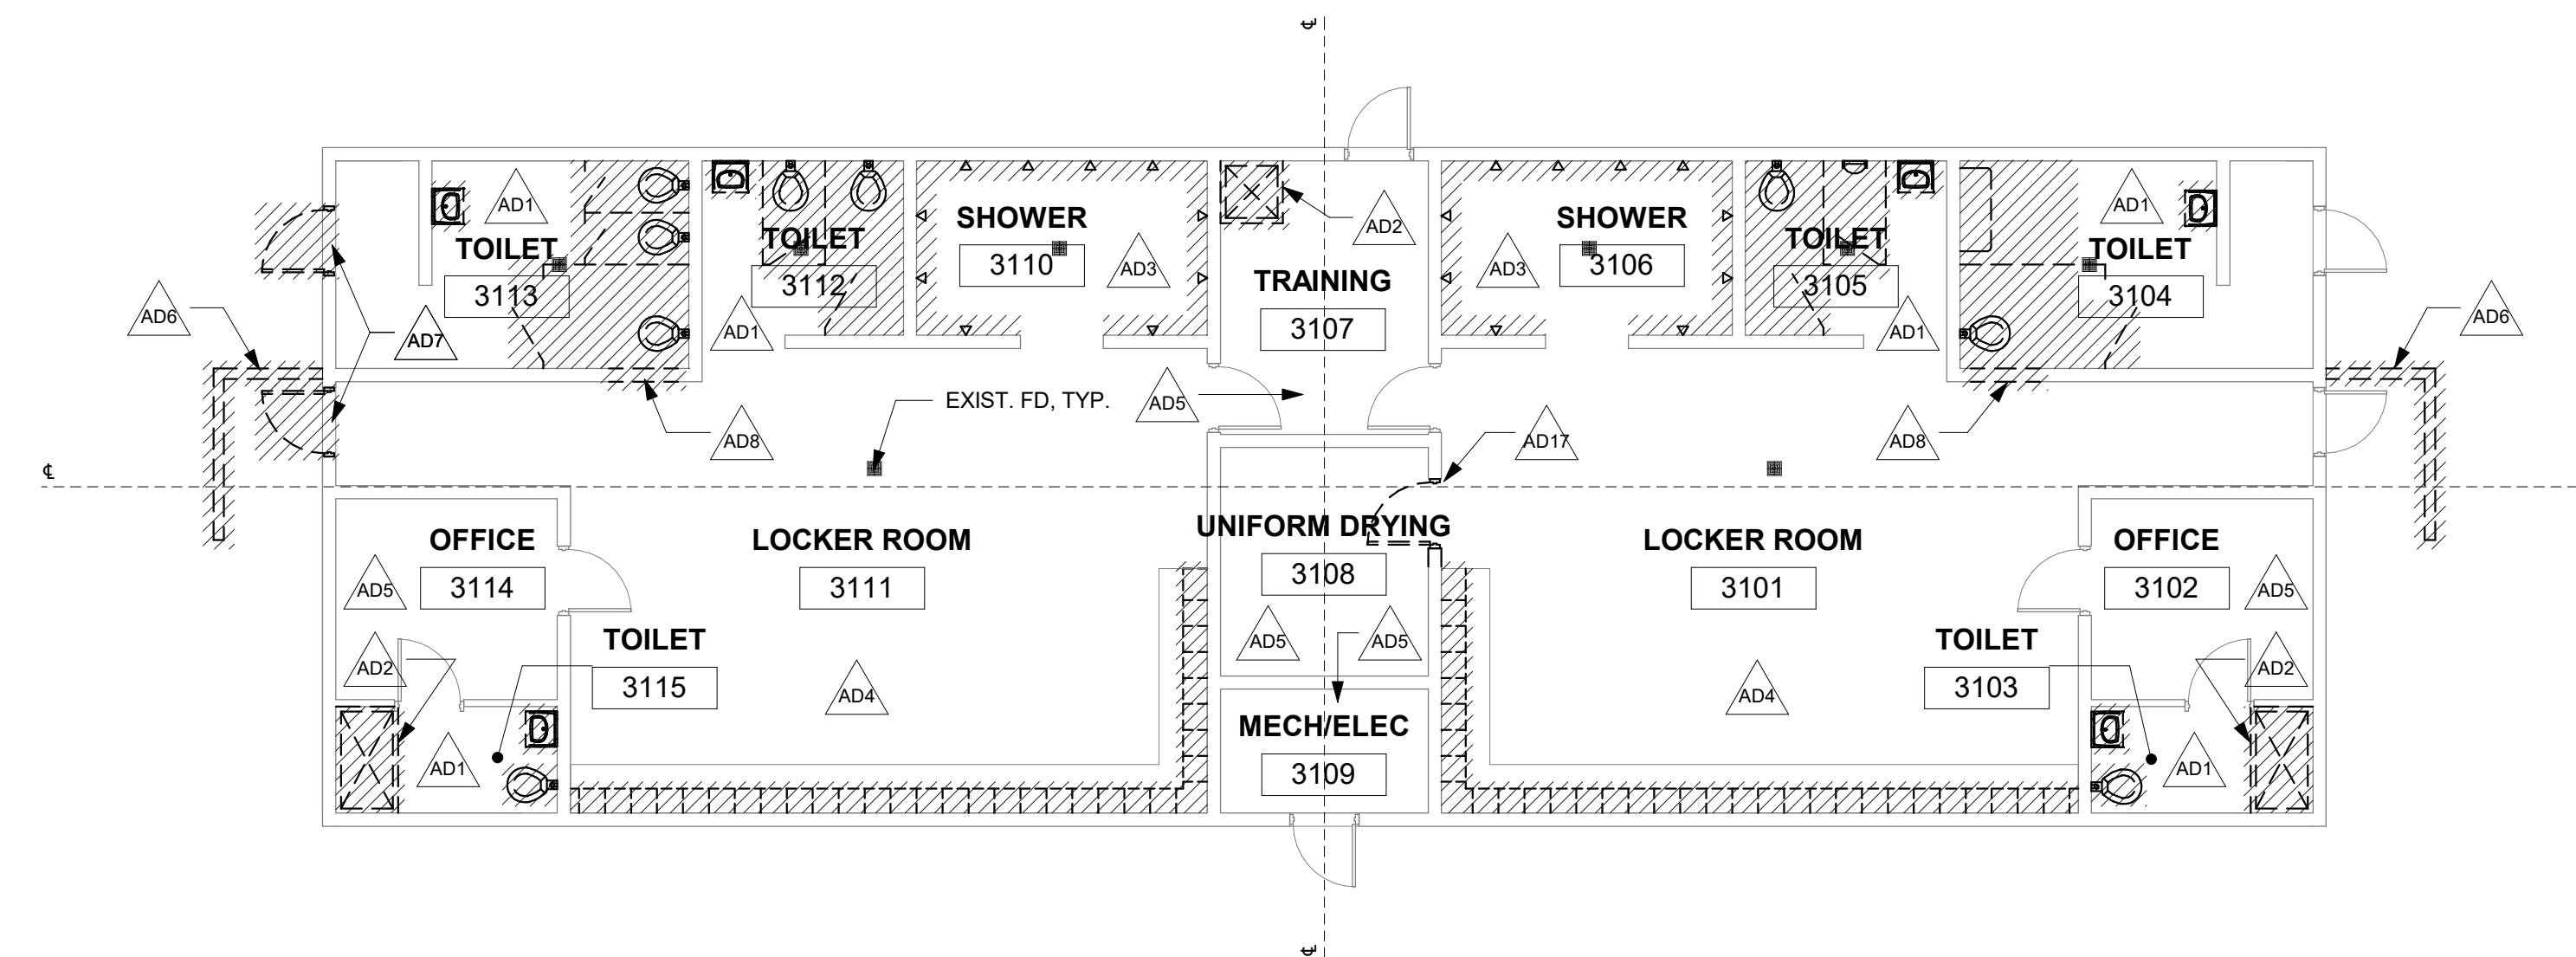 ℄
AD1
AD1
AD2
SHOWER
SHOWER
TOILET
3113
TOILET
3112
3110
AD3
AD3
3106
TOILET
3105
TOILET
3104
TRAINING
3107
AD6
AD7
AD1
AD1
AD6
EXIST. FD, TYP.
AD5
AD8
AD17
AD8
℄
OFFICE
3114
LOCKER ROOM
3111
UNIFORM DRYING
3108
LOCKER ROOM
3101
OFFICE
3102
AD5
AD5
TOILET
3115
AD5
AD5
TOILET
3103
AD2
AD2
AD4
AD4
MECH/ELEC
3109
AD1
AD1
℄